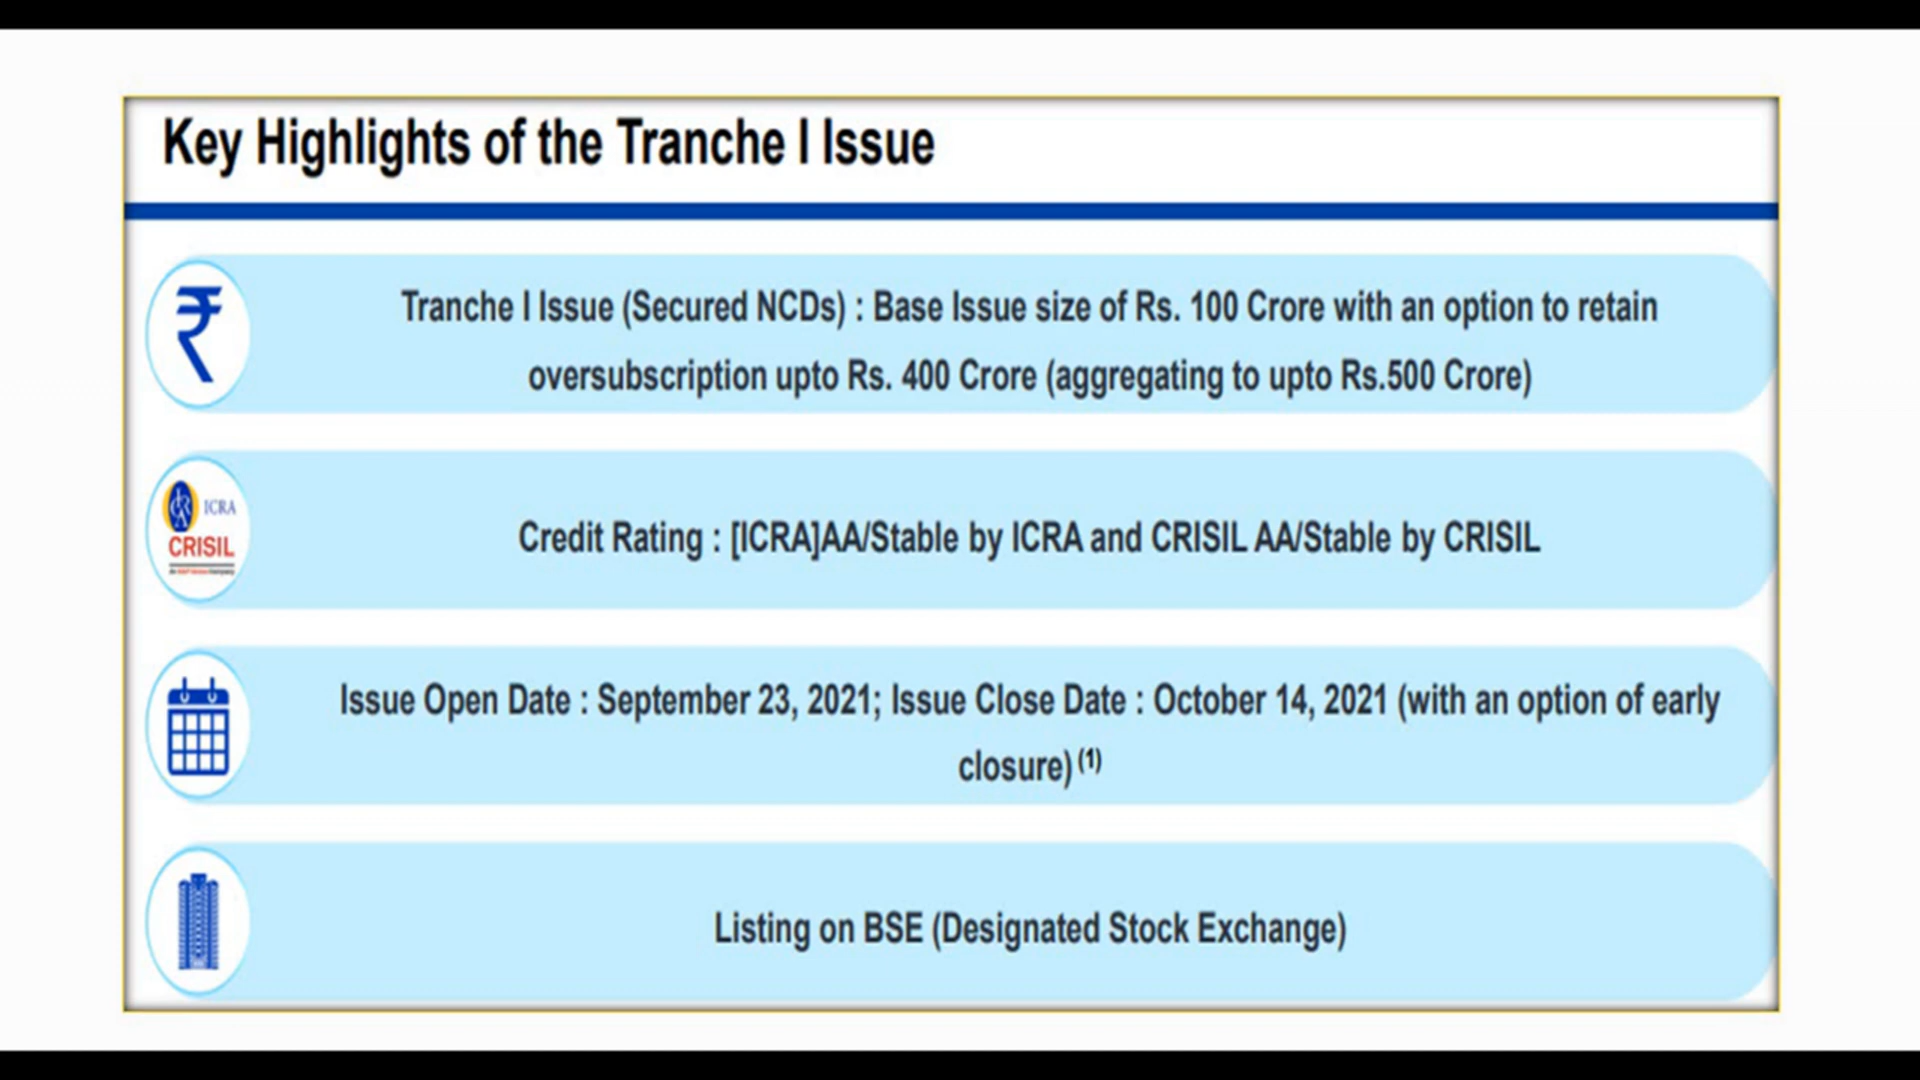 Key Highlights of the Tranche I Issue
Tranche I Issue (Secured NCDs) : Base Issue size of Rs. 100 Crore with an option to retain
oversubscription upto Rs. 400 Crore (aggregating to upto Rs.500 Crore)
ICRA
CRISIL
Credit Rating : [ICRA]AA/Stable by ICRA and CRISIL AA/Stable by CRISIL
Issue Open Date : September 23, 2021; Issue Close Date : October 14, 2021 (with an option of early
closure) (1)
Listing on BSE (Designated Stock Exchange)